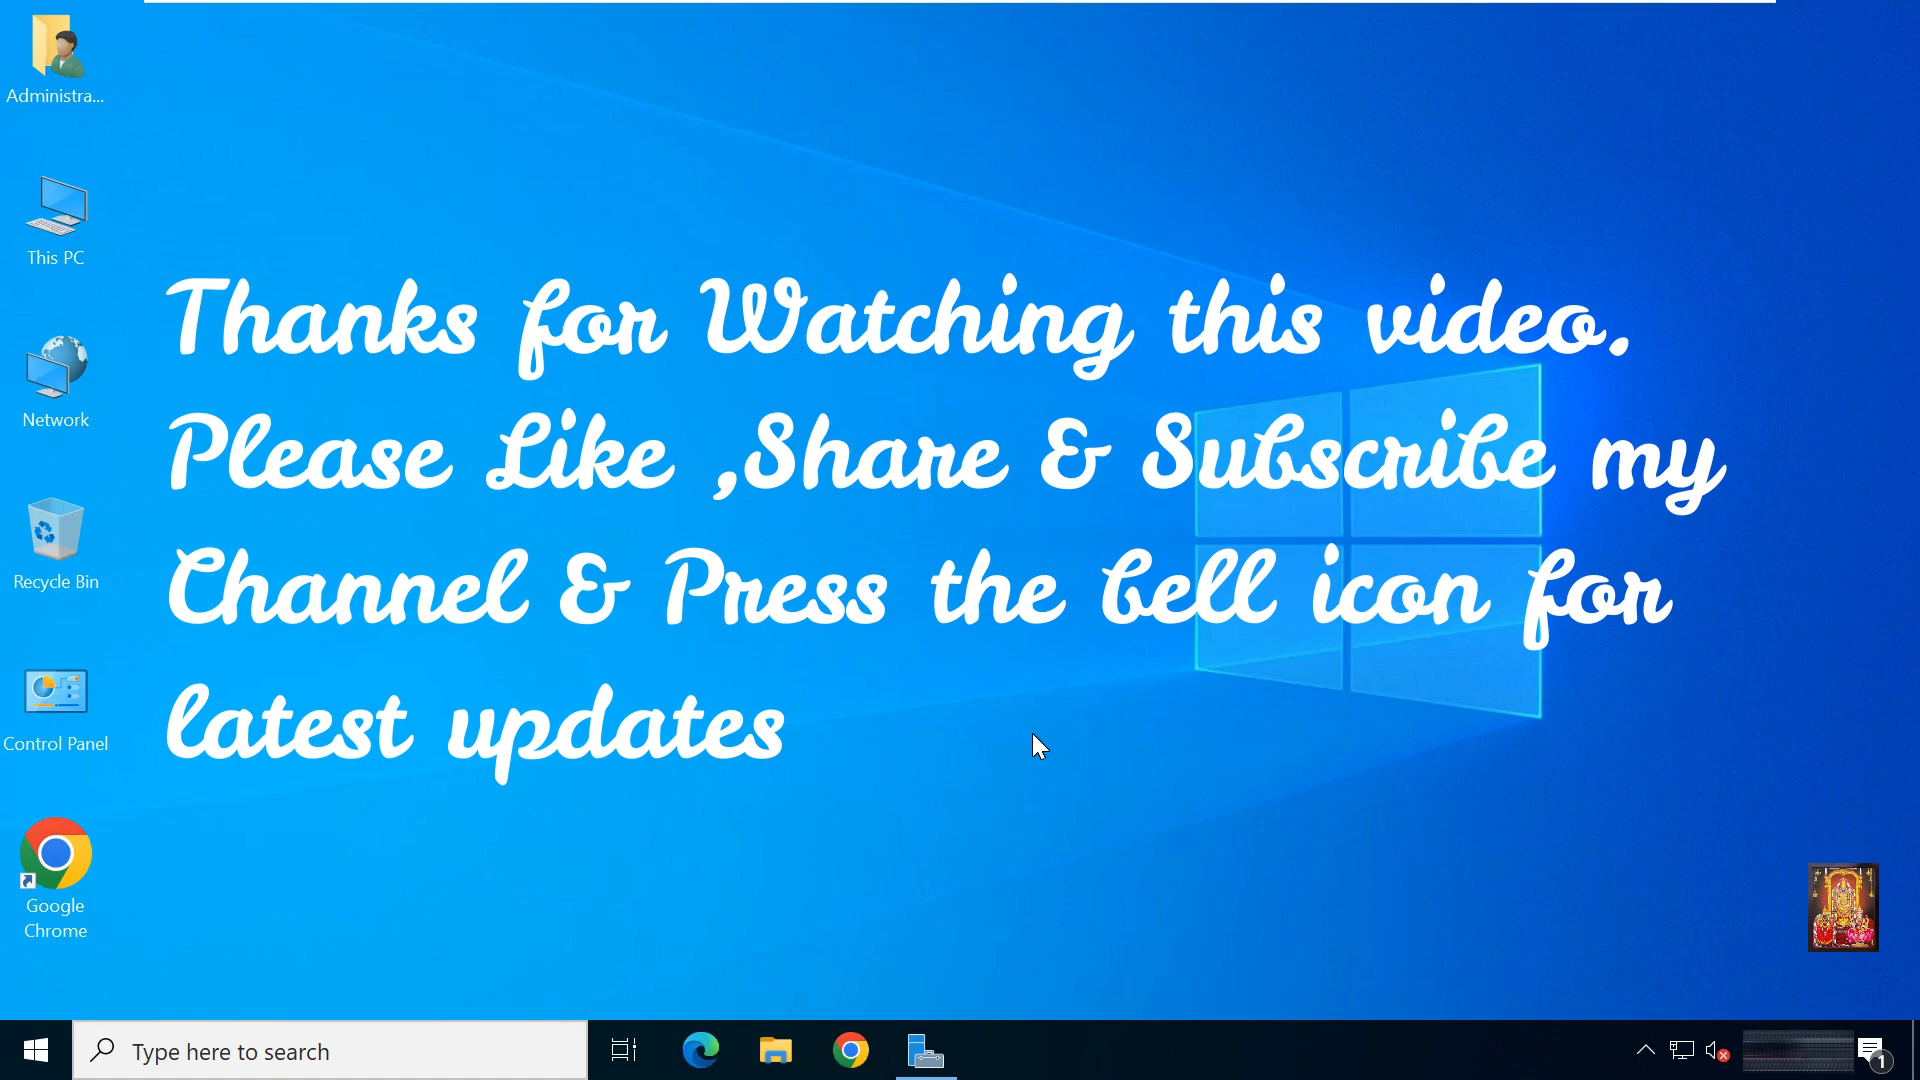 Administra...
This PC
Network
Recycle Bin
Control Panel
Google
Chrome
Thanks for Watching this video.
Please Like ,Share & Subscribe my
Channel & Press the bell icon for
latest updates
Type here to search
1